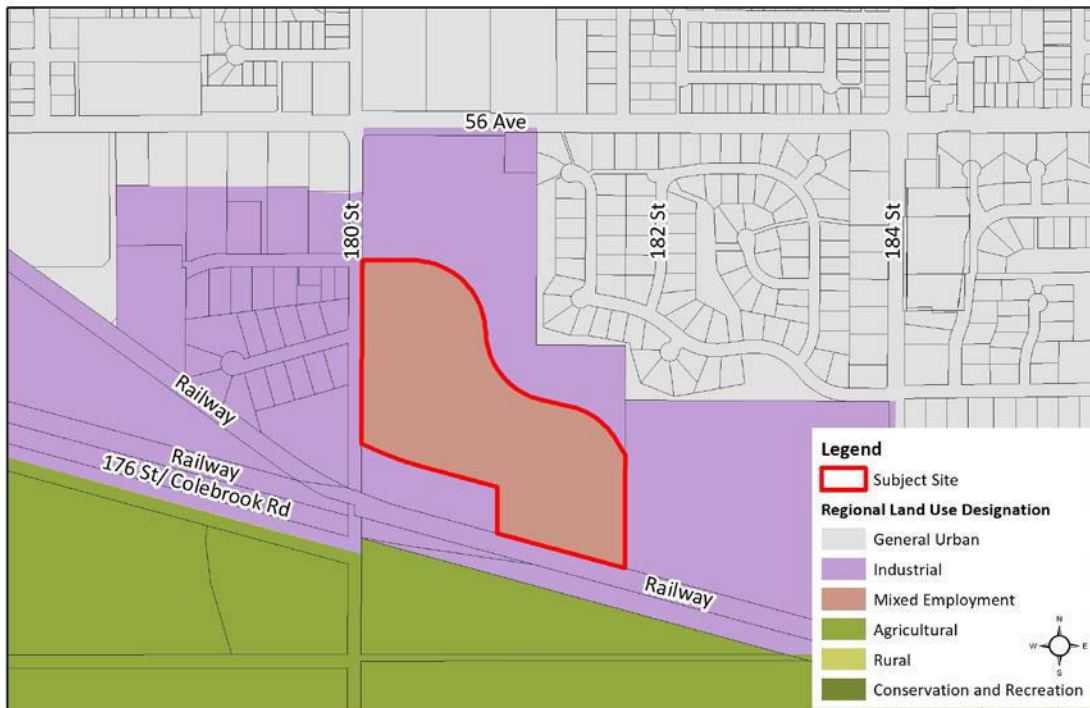 56 Ave
180 St
182 St
184 St
Railway
Railway
176 St/ Colebrook Rd
Railway
Legend
Subject Site
Regional Land Use Designation
General Urban
Industrial
Mixed Employment
Agricultural
Rural
Conservation and Recreation
N
W E
S